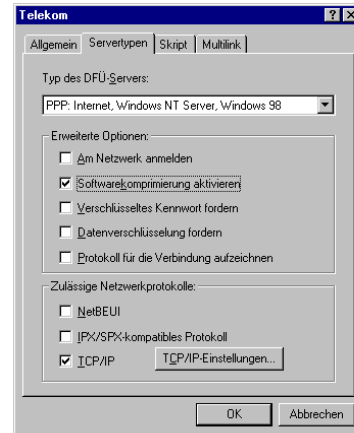 Telekom
Allgemein Servertypen Skript Multilink
Typ des DFÜ-Servers:
PPP: Internet, Windows NT Server, Windows 98
Erweiterte Optionen:
Am Netzwerk anmelden
Softwarekomprimierung aktivieren
Verschlüsseltes Kennwort fordern
Datenverschlüsselung fordern
Protokoll für die Verbindung aufzeichnen
Zulässige Netzwerkprotokolle:
NetBEUI
IPX/SPX-kompatibles Protokoll
TCP/IP TCP/IP-Einstellungen...
OK Abbrechen